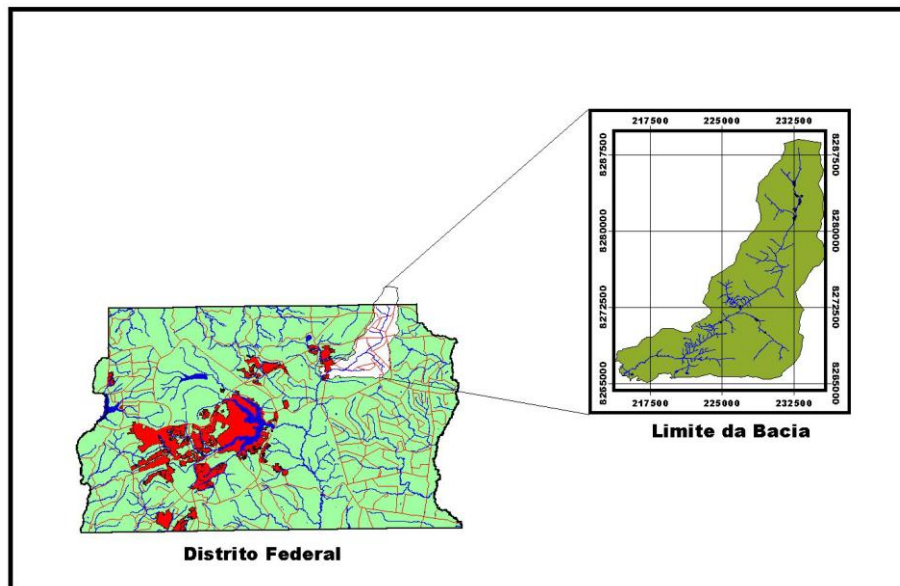 217500 225000 232500
8287500 8287500
8280000 8280000
8272500 8272500
8265000 8265000
217500 225000 232500
Limite da Bacia
Distrito Federal